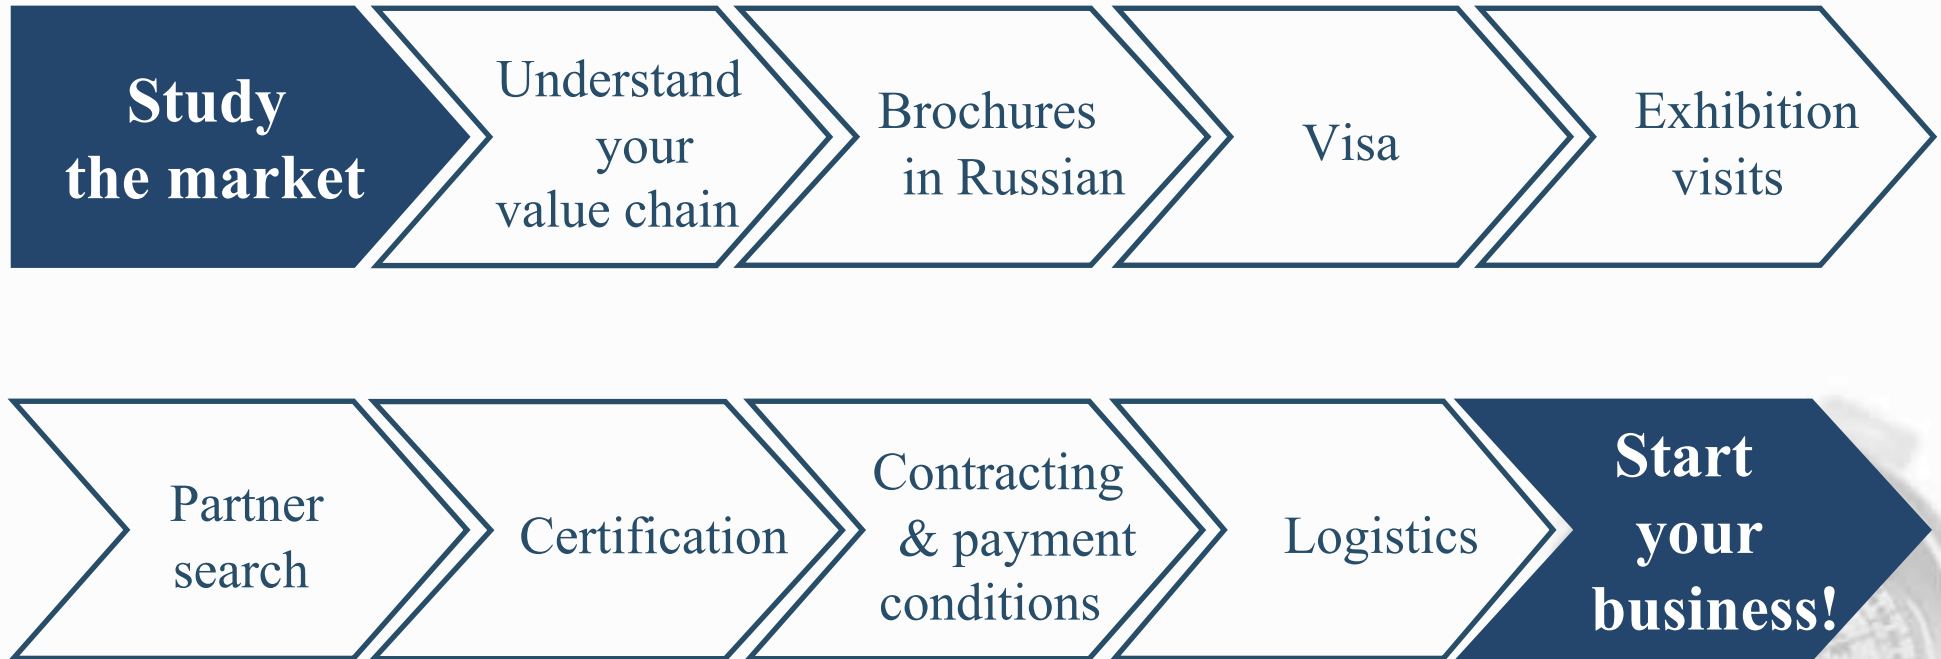 Study
the market
Understand
your
value chain
Brochures
in Russian
Visa
Exhibition
visits
Partner
search
Certification
Contracting
& payment
conditions
Logistics
Start
your
business!